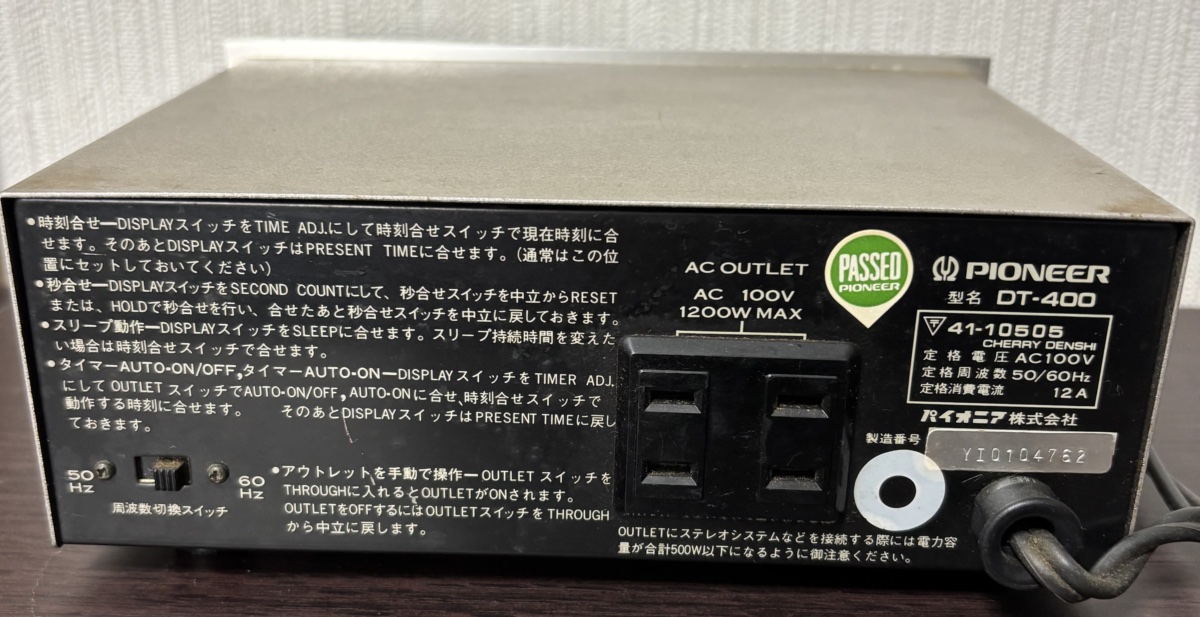 •時刻合せ―DISPLAYスイッチをTIME ADJ.にして時刻合せスイッチで現在時刻に合
せます。そのあとDISPLAYスイッチはPRESENT TIMEに合せます。(通常はこの位
置にセットしておいてください)
•秒合せ―DISPLAYスイッチをSECOND COUNTにして、秒合せスイッチを中立からRESET
または、HOLDで秒合せを行い、合せたあと秒合せスイッチを中立に戻しておきます。
•スリープ動作―DISPLAYスイッチをSLEEPに合せます。スリープ持続時間を変えた
い場合は時刻合せスイッチで合せます。
•タイマーAUTO-ON/OFF,タイマーAUTO-ON―DISPLAYスイッチをTIMER ADJ.
にして OUTLET スイッチでAUTO-ON/OFF, AUTO-ONに合せ,時刻合せスイッチで
動作する時刻に合せます。 そのあとDISPLAYスイッチはPRESENT TIMEに戻し
ておきます。
50
Hz
60
Hz
周波数切換スイッチ
•アウトレットを手動で操作―OUTLET スイッチを
THROUGHに入れるとOUTLETがONされます。
OUTLETをOFFするにはOUTLETスイッチをTHROUGH
から中立に戻します。
AC OUTLET
AC 100V
1200W MAX
OUTLETにステレオシステムなどを接続する際には電力容
量が合計500W以下になるように御注意ください。
PASSED
PIONEER
PIONEER
型名 DT-400
〒 41-10505
CHERRY DENSHI
定格電圧 AC100V
定格周波数 50/60Hz
定格消費電流 12A
パイオニア株式会社
製造番号 YI0104762